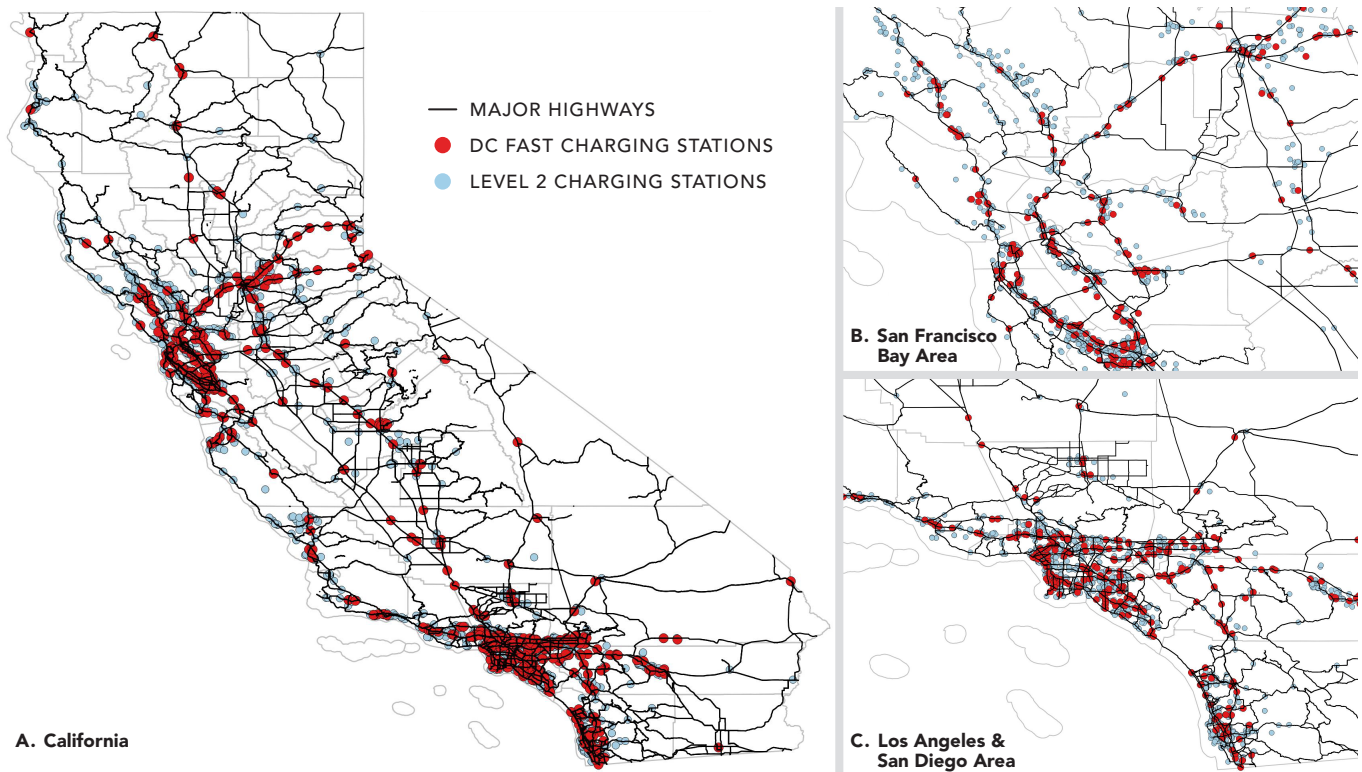 MAJOR HIGHWAYS
DC FAST CHARGING STATIONS
LEVEL 2 CHARGING STATIONS
A. California
B. San Francisco
Bay Area
C. Los Angeles &
San Diego Area